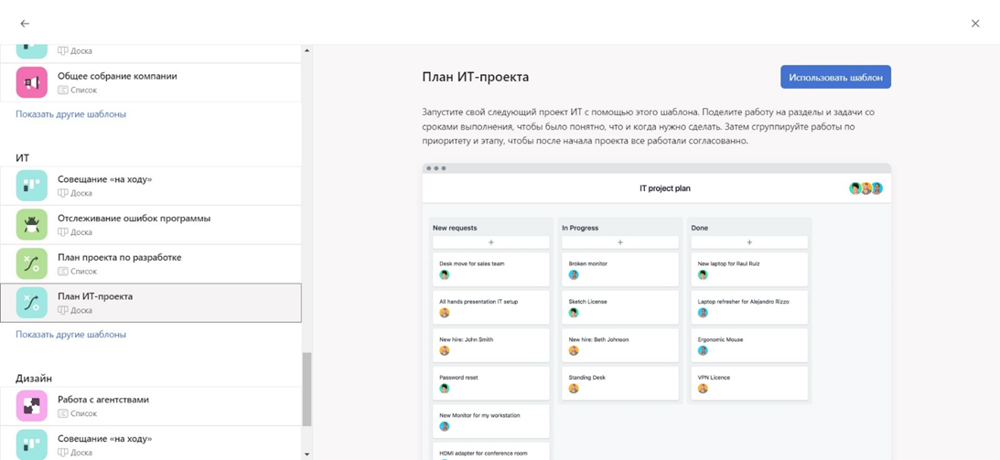 Доска
Общее собрание компании
Список
Показать другие шаблоны
ИТ
Совещание «на ходу»
Доска
Отслеживание ошибок программы
Доска
План проекта по разработке
Список
План ИТ-проекта
Доска
Показать другие шаблоны
Дизайн
Работа с агентствами
Список
Совещание «на ходу»
Доска
План ИТ-проекта
Использовать шаблон
Запустите свой следующий проект ИТ с помощью этого шаблона. Поделите работу на разделы и задачи со
сроками выполнения, чтобы было понятно, что и когда нужно сделать. Затем сгруппируйте работы по
приоритету и этапу, чтобы после начала проекта все работали согласованно.
IT project plan
New requests
+
Desk move for sales team
All hands presentation IT setup
New hire: John Smith
Password reset
New Monitor for my workstation
HDMI adapter for conference room
In Progress
+
Broken monitor
Sketch License
New hire: Beth Johnson
Standing Desk
Done
+
New laptop for Raul Ruiz
Laptop refresher for Alejandro Rizzo
Ergonomic Mouse
VPN Licence